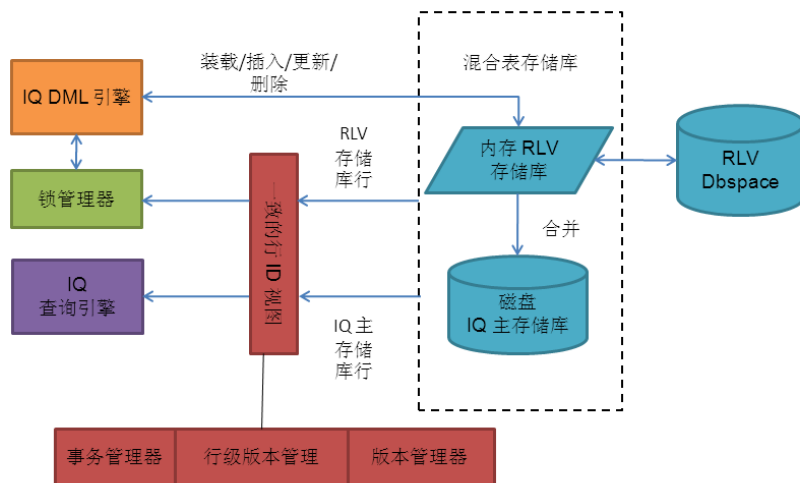 装载/插入/更新/
删除
混合表存储库
IQ DML 引擎
RLV
存储
库行
内存 RLV
存储库
RLV
Dbspace
锁管理器
一致的行 ID 视图
合并
IQ
查询引擎
磁盘
IQ 主存储库
IQ 主
存储
库行
事务管理器
行级版本管理
版本管理器